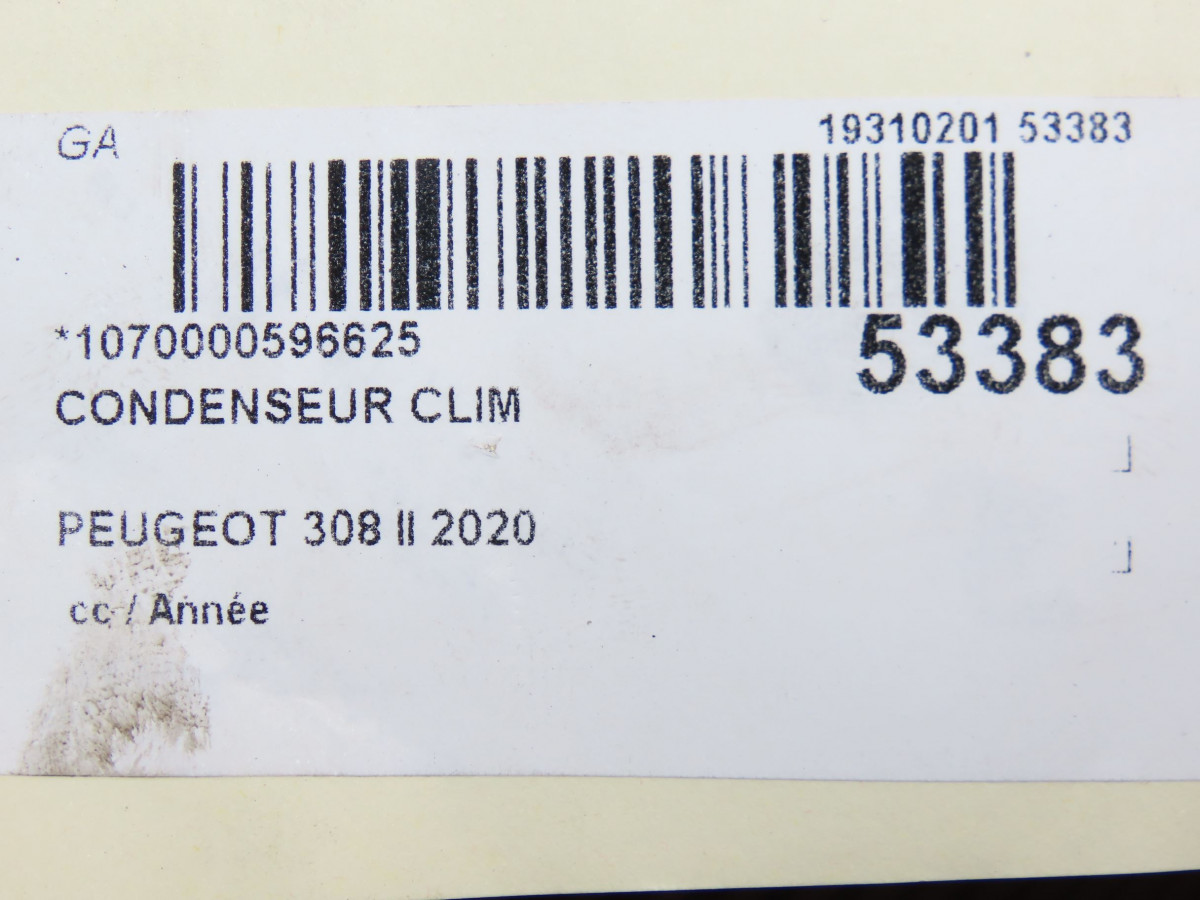 GA
19310201 53383
*1070000596625
53383
CONDENSEUR CLIM
PEUGEOT 308 II 2020
cc / Année